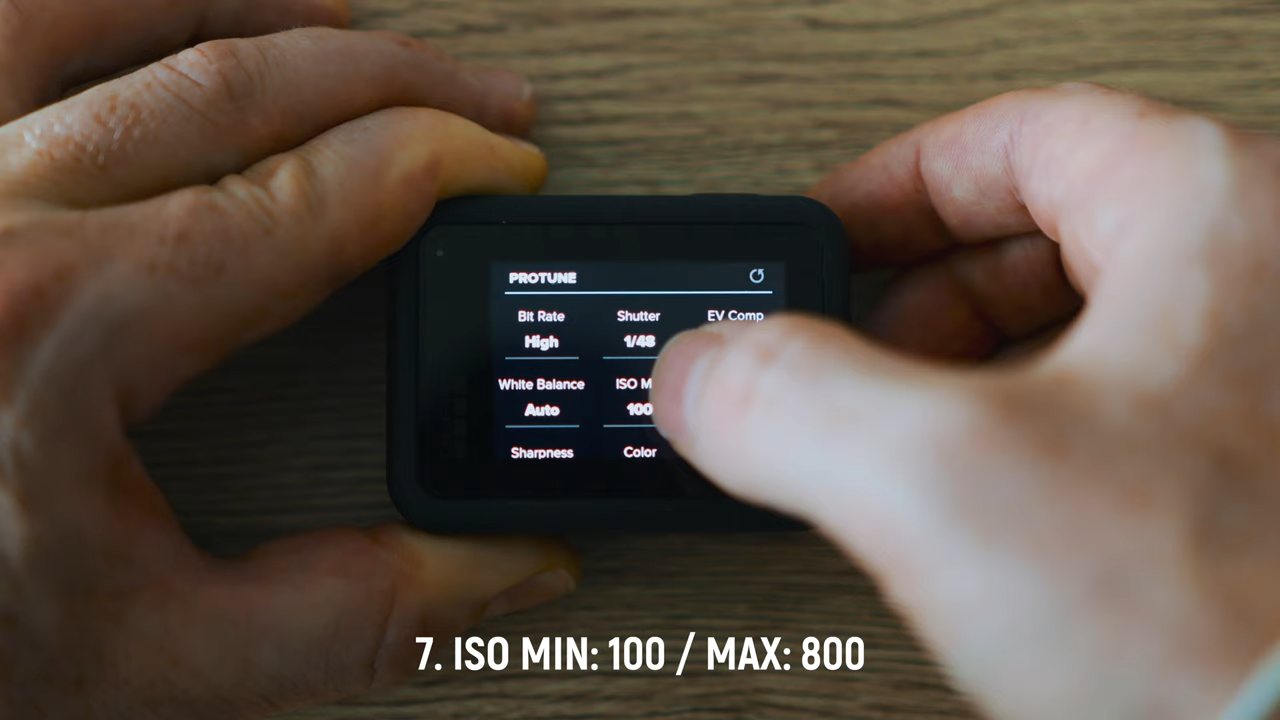 PROTUNE
Bit Rate Shutter EV Comp
High 1/48
White Balance ISO M
Auto 100
Sharpness Color
7. ISO MIN: 100 / MAX: 800